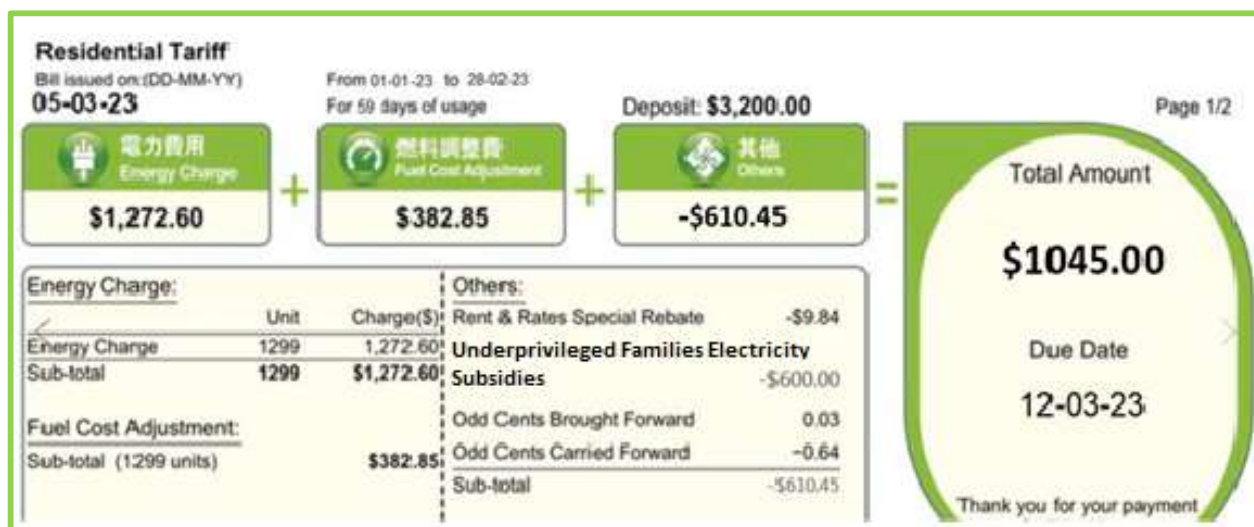 Residential Tariff
Bill issued on:(DD-MM-YY)
05-03-23
From 01-01-23 to 28-02-23
For 59 days of usage
Deposit: $3,200.00
Page 1/2
電力費用
Energy Charge
$1,272.60
+
燃料調整費
Fuel Cost Adjustment
$382.85
+
其他
Others
-$610.45
=
Total Amount
$1045.00
Due Date
12-03-23
Thank you for your payment
Energy Charge:
Unit Charge($)
Energy Charge 1299 1,272.60
Sub-total 1299 $1,272.60
Fuel Cost Adjustment:
Sub-total (1299 units) $382.85
Others:
Rent & Rates Special Rebate -$9.84
Underprivileged Families Electricity
Subsidies -$600.00
Odd Cents Brought Forward 0.03
Odd Cents Carried Forward −0.64
Sub-total -$610.45